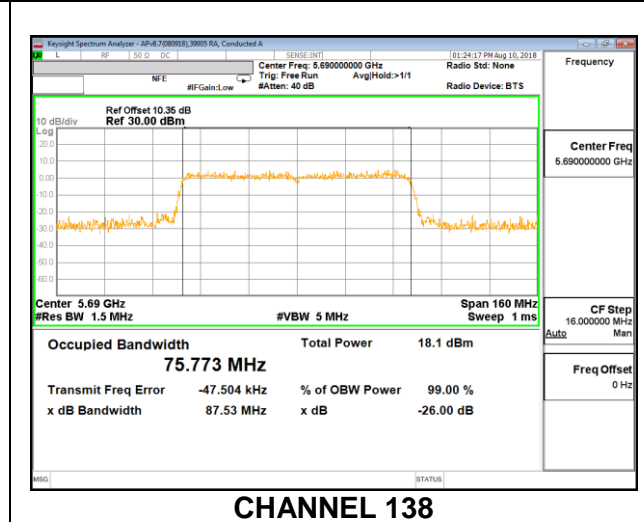 Keysight Spectrum Analyzer - APv8.7(080918),39005 RA, Conducted A
L RF 50 Ω DC SENSE:INT 01:24:17 PM Aug 10, 2018
Center Freq: 5.690000000 GHz Radio Std: None
NFE Trig: Free Run Avg|Hold:>1/1
#IFGain:Low #Atten: 40 dB Radio Device: BTS
Frequency
Ref Offset 10.35 dB
10 dB/div Ref 30.00 dBm
Log
20.0
10.0
0.00
-10.0
-20.0
-30.0
-40.0
-50.0
-60.0
Center Freq
5.690000000 GHz
Center 5.69 GHz Span 160 MHz
#Res BW 1.5 MHz #VBW 5 MHz Sweep 1 ms
CF Step
16.000000 MHz
Auto Man
Occupied Bandwidth Total Power 18.1 dBm
75.773 MHz
Transmit Freq Error -47.504 kHz % of OBW Power 99.00 %
x dB Bandwidth 87.53 MHz x dB -26.00 dB
Freq Offset
0 Hz
MSG STATUS
CHANNEL 138